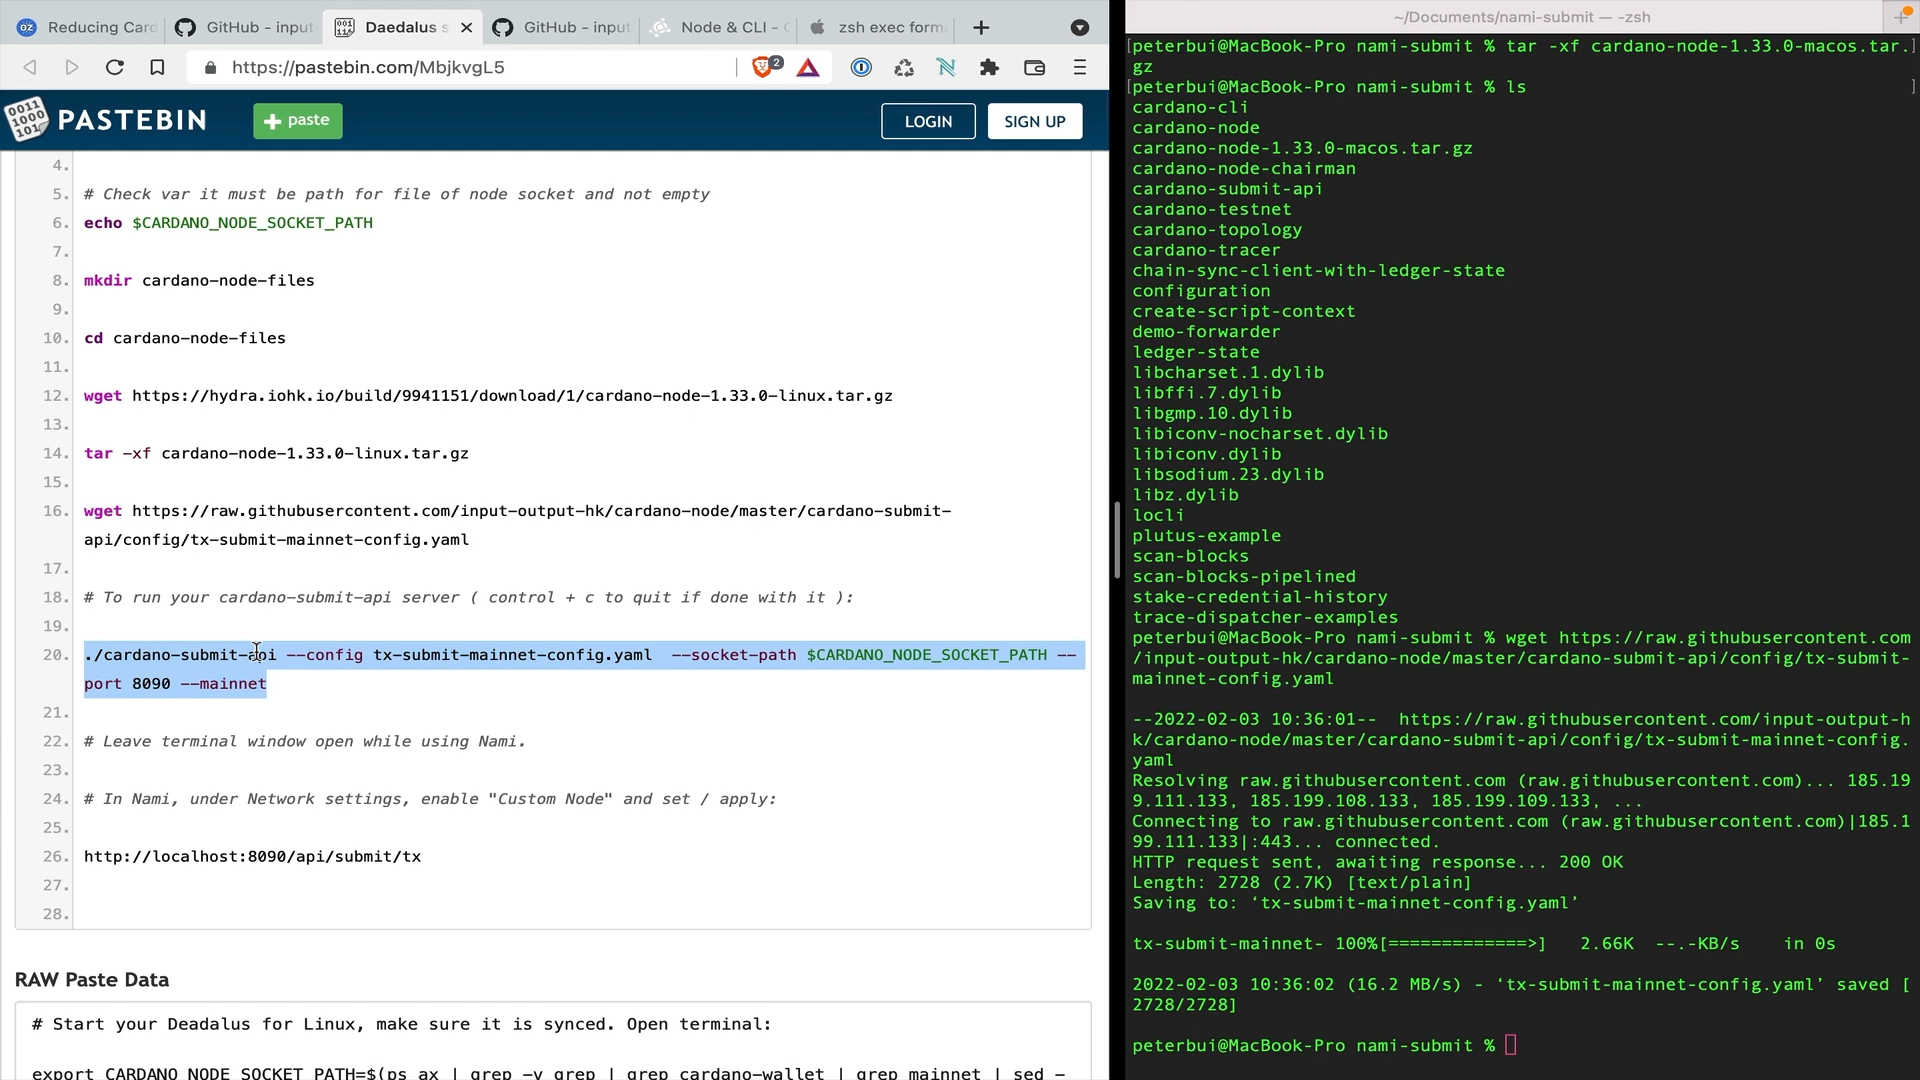 Reducing Card
GitHub - input-
Daedalus s
GitHub - input
Node & CLI - C
zsh exec form
https://pastebin.com/MbjkvgL5
2
PASTEBIN
paste
LOGIN
SIGN UP
4.
5. # Check var it must be path for file of node socket and not empty
6. echo $CARDANO_NODE_SOCKET_PATH
7.
8. mkdir cardano-node-files
9.
10. cd cardano-node-files
11.
12. wget https://hydra.iohk.io/build/9941151/download/1/cardano-node-1.33.0-linux.tar.gz
13.
14. tar -xf cardano-node-1.33.0-linux.tar.gz
15.
16. wget https://raw.githubusercontent.com/input-output-hk/cardano-node/master/cardano-submit-
api/config/tx-submit-mainnet-config.yaml
17.
18. # To run your cardano-submit-api server ( control + c to quit if done with it ):
19.
20. ./cardano-submit-api --config tx-submit-mainnet-config.yaml  --socket-path $CARDANO_NODE_SOCKET_PATH --
port 8090 --mainnet
21.
22. # Leave terminal window open while using Nami.
23.
24. # In Nami, under Network settings, enable "Custom Node" and set / apply:
25.
26. http://localhost:8090/api/submit/tx
27.
28.
RAW Paste Data
# Start your Deadalus for Linux, make sure it is synced. Open terminal:
export CARDANO_NODE_SOCKET_PATH=$(ps ax | grep -v grep | grep cardano-wallet | grep mainnet | sed -
~/Documents/nami-submit — -zsh
[peterbui@MacBook-Pro nami-submit % tar -xf cardano-node-1.33.0-macos.tar.]
gz
[peterbui@MacBook-Pro nami-submit % ls ]
cardano-cli
cardano-node
cardano-node-1.33.0-macos.tar.gz
cardano-node-chairman
cardano-submit-api
cardano-testnet
cardano-topology
cardano-tracer
chain-sync-client-with-ledger-state
configuration
create-script-context
demo-forwarder
ledger-state
libcharset.1.dylib
libffi.7.dylib
libgmp.10.dylib
libiconv-nocharset.dylib
libiconv.dylib
libsodium.23.dylib
libz.dylib
locli
plutus-example
scan-blocks
scan-blocks-pipelined
stake-credential-history
trace-dispatcher-examples
peterbui@MacBook-Pro nami-submit % wget https://raw.githubusercontent.com
/input-output-hk/cardano-node/master/cardano-submit-api/config/tx-submit-
mainnet-config.yaml
--2022-02-03 10:36:01--  https://raw.githubusercontent.com/input-output-h
k/cardano-node/master/cardano-submit-api/config/tx-submit-mainnet-config.
yaml
Resolving raw.githubusercontent.com (raw.githubusercontent.com)... 185.19
9.111.133, 185.199.108.133, 185.199.109.133, ...
Connecting to raw.githubusercontent.com (raw.githubusercontent.com)|185.1
99.111.133|:443... connected.
HTTP request sent, awaiting response... 200 OK
Length: 2728 (2.7K) [text/plain]
Saving to: ‘tx-submit-mainnet-config.yaml’
tx-submit-mainnet- 100%[=============>]   2.66K  --.-KB/s    in 0s
2022-02-03 10:36:02 (16.2 MB/s) - ‘tx-submit-mainnet-config.yaml’ saved [
2728/2728]
peterbui@MacBook-Pro nami-submit %